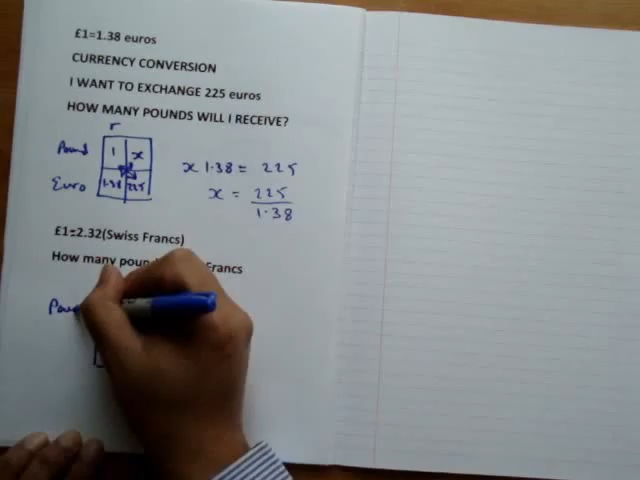 £1=1.38 euros
CURRENCY CONVERSION
I WANT TO EXCHANGE 225 euros
HOW MANY POUNDS WILL I RECEIVE?
r
Pound 1 x
Euro 1.38 225
x 1.38 = 225
x = 225
1.38
£1=2.32(Swiss Francs)
How many Francs